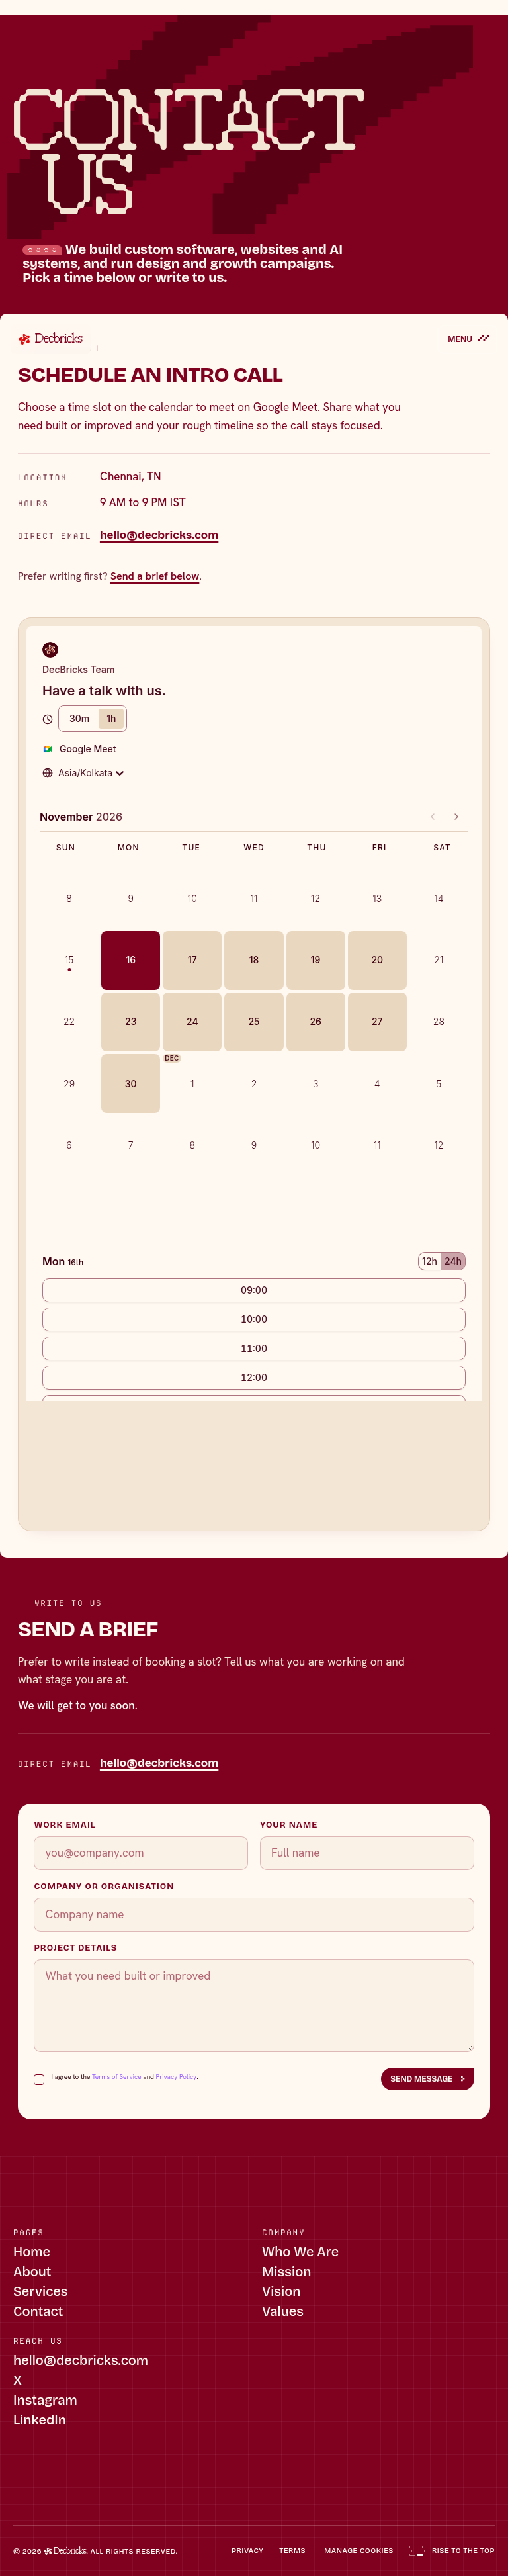 CONTACT
US
We build custom software, websites and AI
systems, and run design and growth campaigns.
Pick a time below or write to us.
Decbricks
MENU
LL
SCHEDULE AN INTRO CALL
Choose a time slot on the calendar to meet on Google Meet. Share what you
need built or improved and your rough timeline so the call stays focused.
LOCATION Chennai, TN
HOURS 9 AM to 9 PM IST
DIRECT EMAIL hello@decbricks.com
Prefer writing first? Send a brief below.
DecBricks Team
Have a talk with us.
30m 1h
Google Meet
Asia/Kolkata
November 2026
SUN MON TUE WED THU FRI SAT
8 9 10 11 12 13 14
15 16 17 18 19 20 21
22 23 24 25 26 27 28
DEC
29 30 1 2 3 4 5
6 7 8 9 10 11 12
Mon 16th 12h 24h
09:00
10:00
11:00
12:00
WRITE TO US
SEND A BRIEF
Prefer to write instead of booking a slot? Tell us what you are working on and
what stage you are at.
We will get to you soon.
DIRECT EMAIL hello@decbricks.com
WORK EMAIL YOUR NAME
you@company.com Full name
COMPANY OR ORGANISATION
Company name
PROJECT DETAILS
What you need built or improved
I agree to the Terms of Service and Privacy Policy.
SEND MESSAGE
PAGES
Home
About
Services
Contact
COMPANY
Who We Are
Mission
Vision
Values
REACH US
hello@decbricks.com
X
Instagram
LinkedIn
© 2026 Decbricks. ALL RIGHTS RESERVED.
PRIVACY TERMS MANAGE COOKIES RISE TO THE TOP